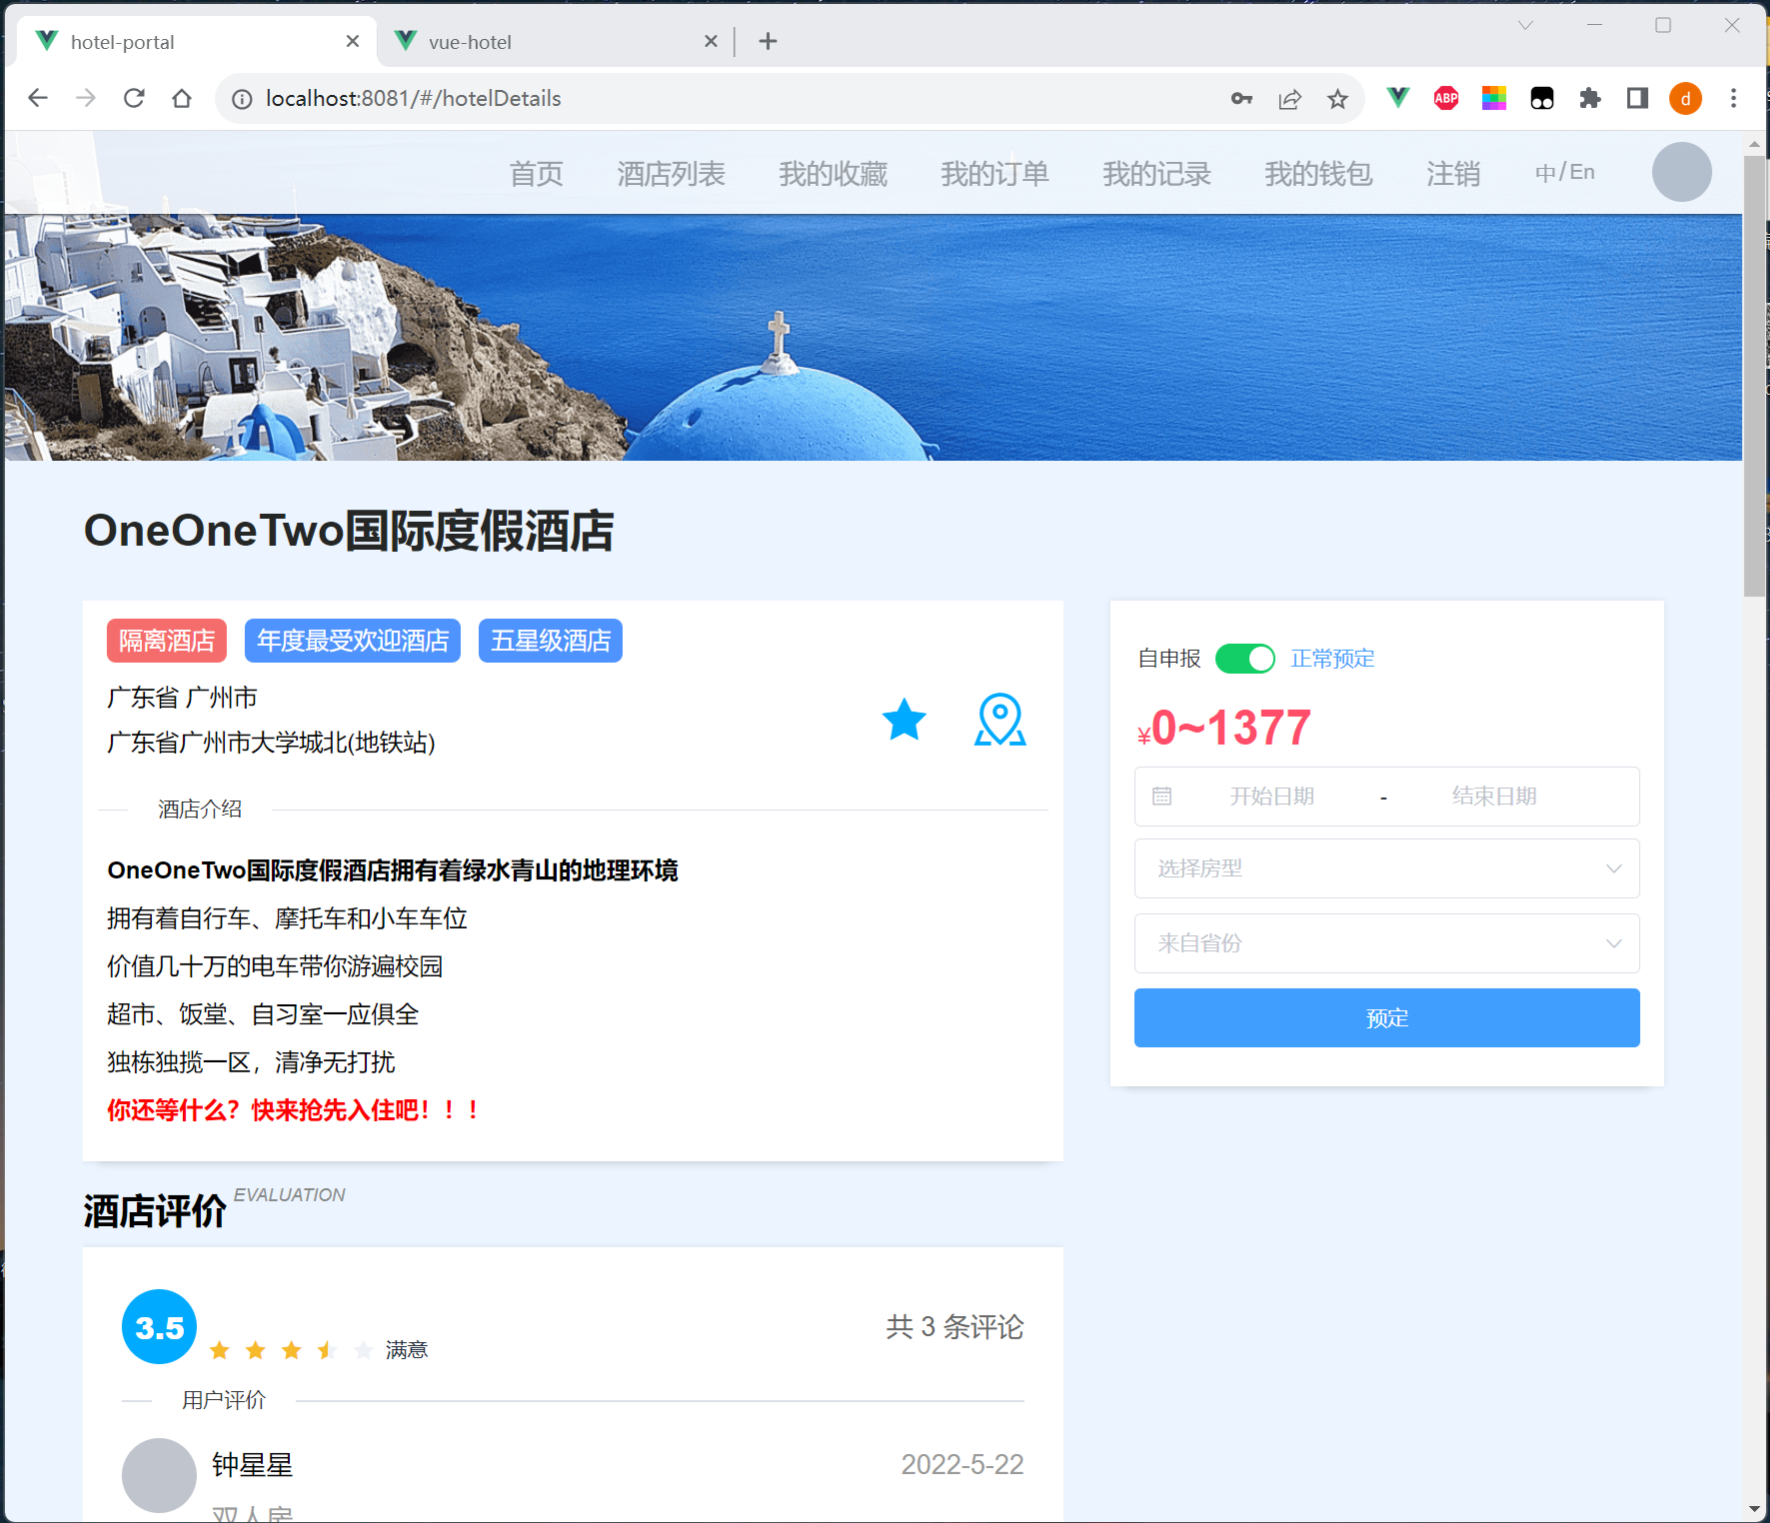 hotel-portal
vue-hotel
localhost:8081/#/hotelDetails
ABP
d
首页 酒店列表 我的收藏 我的订单 我的记录 我的钱包 注销 中/En
OneOneTwo国际度假酒店
隔离酒店 年度最受欢迎酒店 五星级酒店
广东省 广州市
广东省广州市大学城北(地铁站)
酒店介绍
OneOneTwo国际度假酒店拥有着绿水青山的地理环境
拥有着自行车、摩托车和小车车位
价值几十万的电车带你游遍校园
超市、饭堂、自习室一应俱全
独栋独揽一区，清净无打扰
你还等什么？快来抢先入住吧！！！
自申报 正常预定
¥0~1377
开始日期 - 结束日期
选择房型
来自省份
预定
酒店评价 EVALUATION
3.5
满意
共 3 条评论
用户评价
钟星星
2022-5-22
双人房